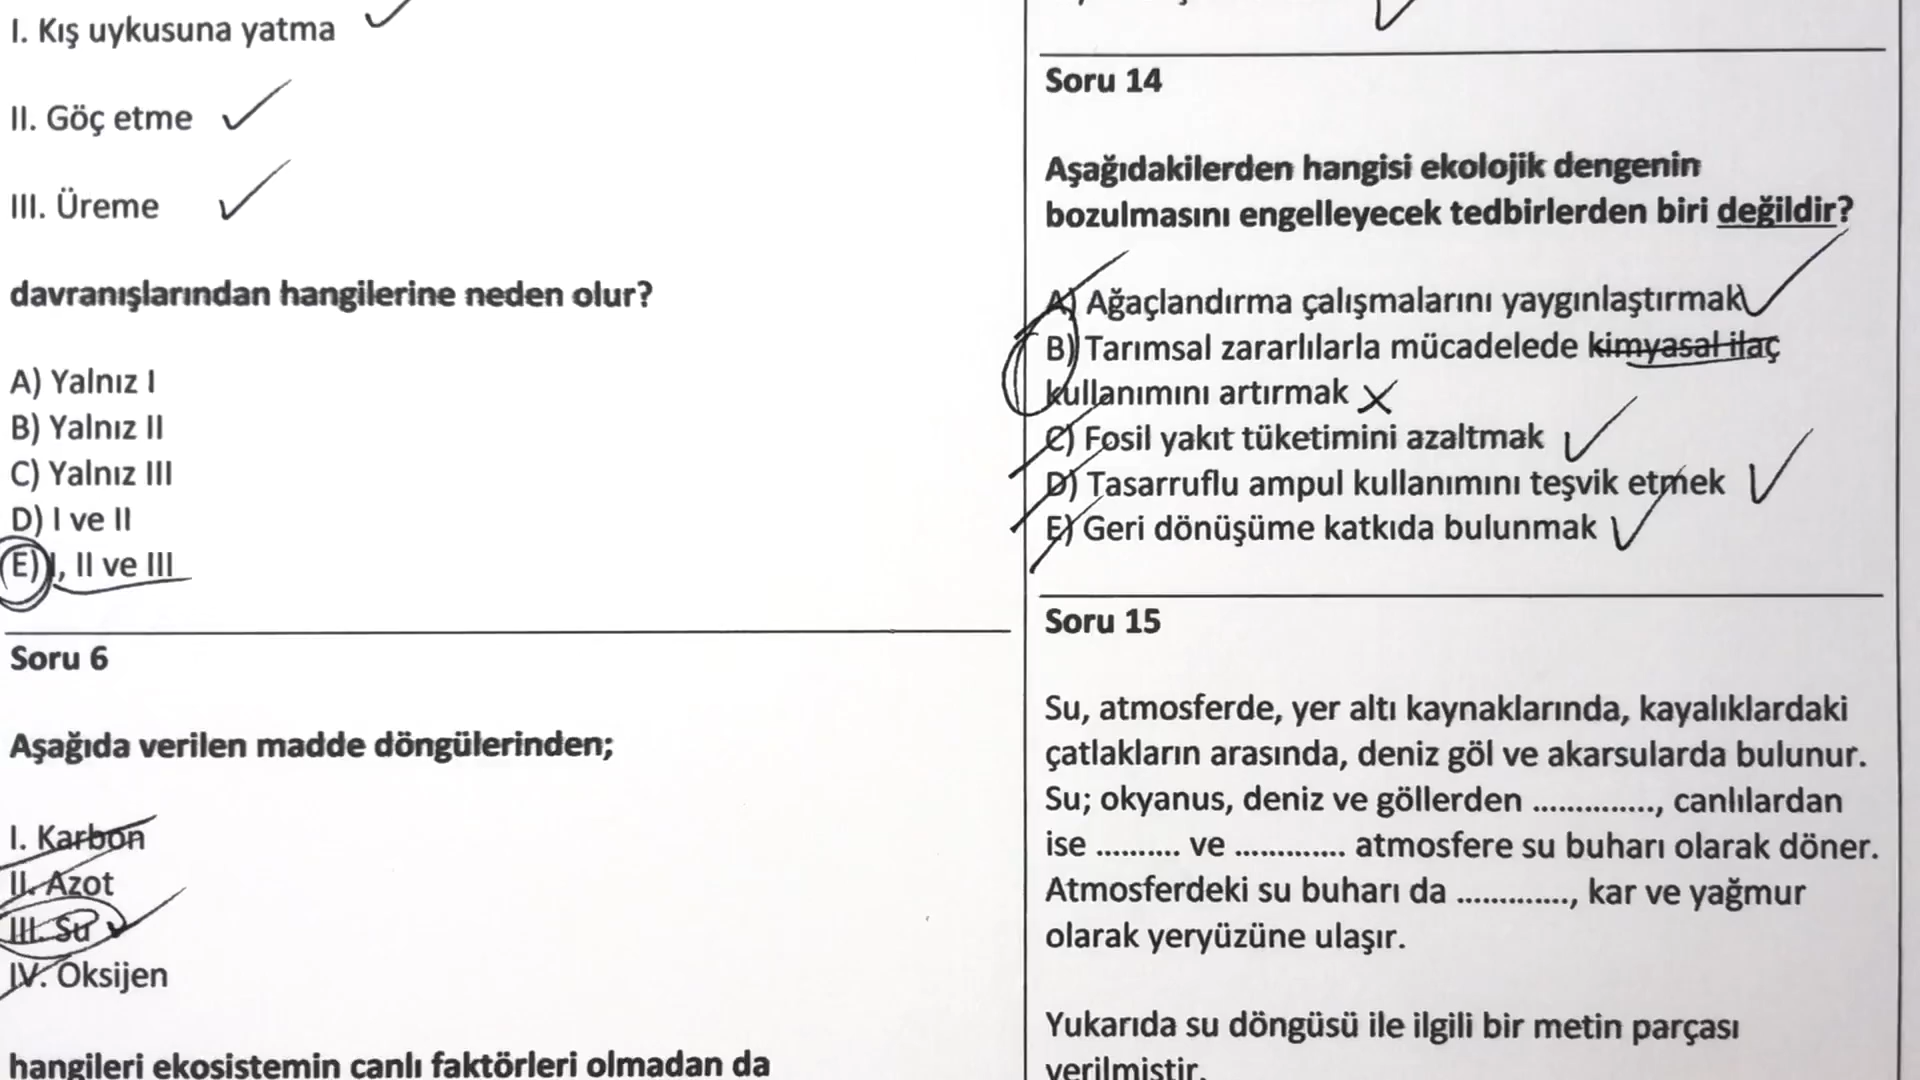 I. Kış uykusuna yatma
II. Göç etme
III. Üreme
davranışlarından hangilerine neden olur?
A) Yalnız I
B) Yalnız II
C) Yalnız III
D) I ve II
E) I, II ve III
Soru 6
Aşağıda verilen madde döngülerinden;
I. Karbon
II. Azot
III. Su
IV. Oksijen
hangileri ekosistemin canlı faktörleri olmadan da
Soru 14
Aşağıdakilerden hangisi ekolojik dengenin
bozulmasını engelleyecek tedbirlerden biri değildir?
A) Ağaçlandırma çalışmalarını yaygınlaştırmak
B) Tarımsal zararlılarla mücadelede kimyasal ilaç
kullanımını artırmak
C) Fosil yakıt tüketimini azaltmak
D) Tasarruflu ampul kullanımını teşvik etmek
E) Geri dönüşüme katkıda bulunmak
Soru 15
Su, atmosferde, yer altı kaynaklarında, kayalıklardaki
çatlakların arasında, deniz göl ve akarsularda bulunur.
Su; okyanus, deniz ve göllerden .............., canlılardan
ise .......... ve ............. atmosfere su buharı olarak döner.
Atmosferdeki su buharı da ............., kar ve yağmur
olarak yeryüzüne ulaşır.
Yukarıda su döngüsü ile ilgili bir metin parçası
verilmiştir.